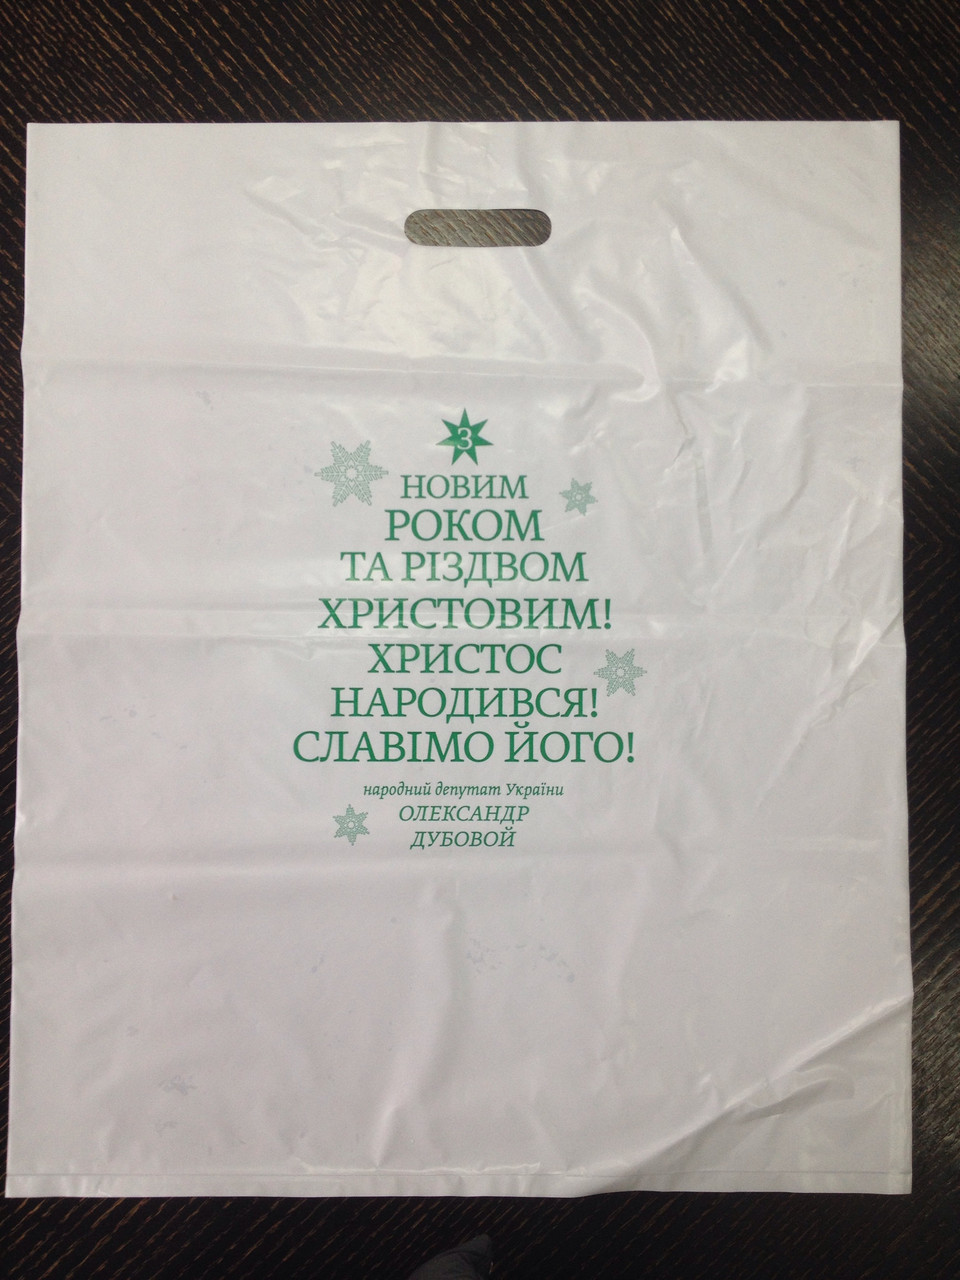 З
НОВИМ
РОКОМ
ТА РІЗДВОМ
ХРИСТОВИМ!
ХРИСТОС
НАРОДИВСЯ!
СЛАВІМО ЙОГО!
народний депутат України
ОЛЕКСАНДР
ДУБОВОЙ